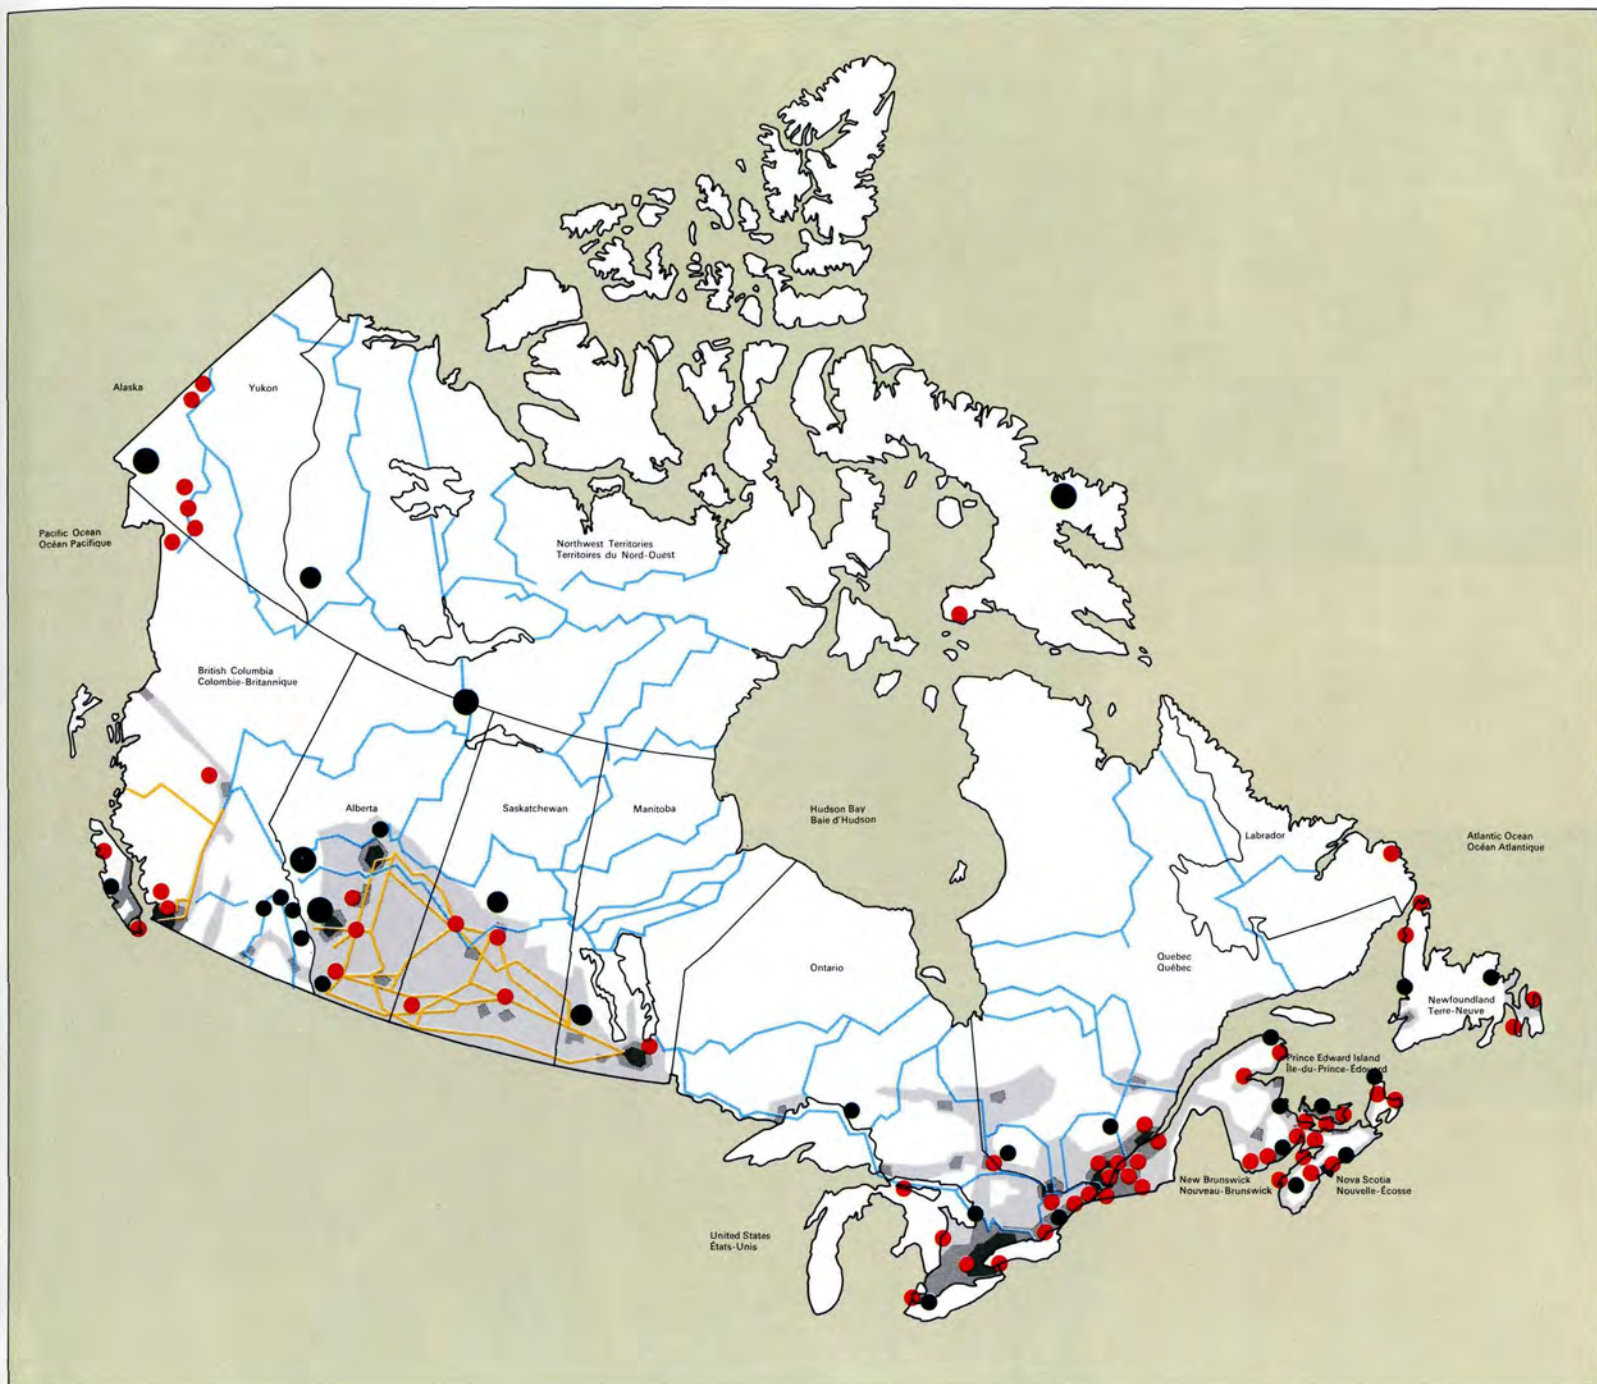 Alaska
Yukon
Pacific Ocean
Océan Pacifique
Northwest Territories
Territoires du Nord-Ouest
British Columbia
Colombie-Britannique
Alberta
Saskatchewan
Manitoba
Hudson Bay
Baie d'Hudson
Labrador
Atlantic Ocean
Océan Atlantique
Ontario
Quebec
Québec
Newfoundland
Terre-Neuve
Prince Edward Island
Île-du-Prince-Édouard
New Brunswick
Nouveau-Brunswick
Nova Scotia
Nouvelle-Écosse
United States
États-Unis